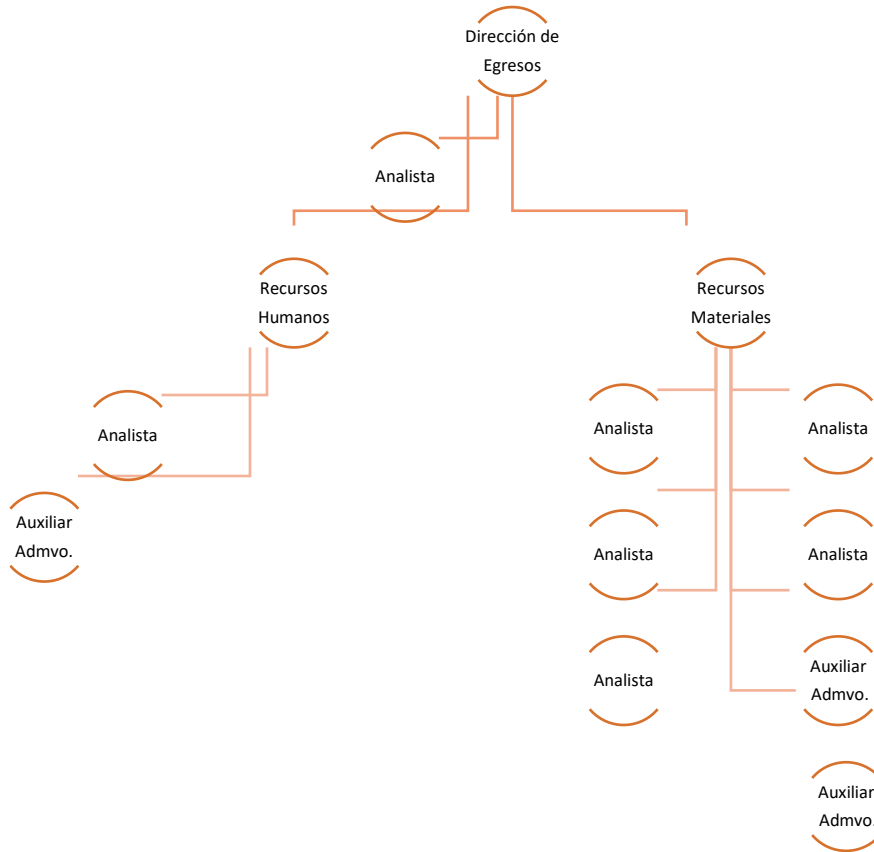 Dirección de
Egresos
Analista
Recursos
Humanos
Recursos
Materiales
Analista
Analista
Analista
Auxiliar
Admvo.
Analista
Analista
Analista
Auxiliar
Admvo.
Auxiliar
Admvo.